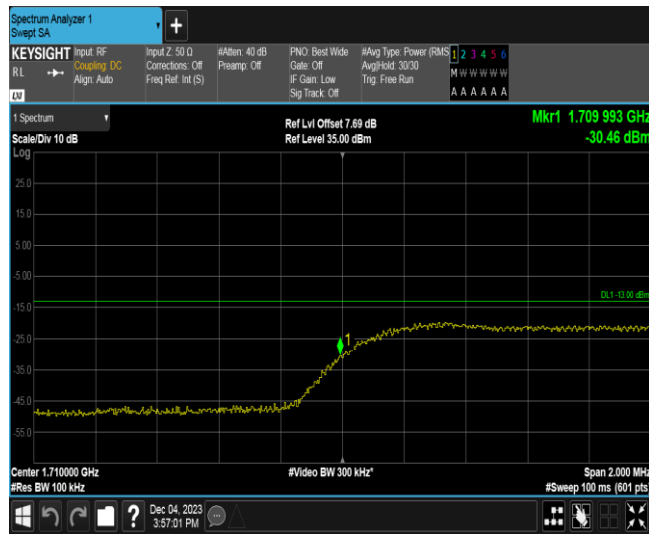 Spectrum Analyzer 1
Swept SA
+
KEYSIGHT
RL
LXI
Input: RF
Coupling: DC
Align: Auto
Input Z: 50 Ω
Corrections: Off
Freq Ref: Int (S)
#Atten: 40 dB
Preamp: Off
PNO: Best Wide
Gate: Off
IF Gain: Low
Sig Track: Off
#Avg Type: Power (RMS
Avg|Hold: 30/30
Trig: Free Run
1 2 3 4 5 6
M W W W W W
A A A A A A
1 Spectrum
Scale/Div 10 dB
Log
Ref Lvl Offset 7.69 dB
Ref Level 35.00 dBm
Mkr1 1.709 993 GHz
-30.46 dBm
25.0
15.0
5.00
-5.00
DL1 -13.00 dBm
-15.0
1
-35.0
-45.0
-55.0
Center 1.710000 GHz
#Res BW 100 kHz
#Video BW 300 kHz*
Span 2.000 MHz
#Sweep 100 ms (601 pts)
?
Dec 04, 2023
3:57:01 PM